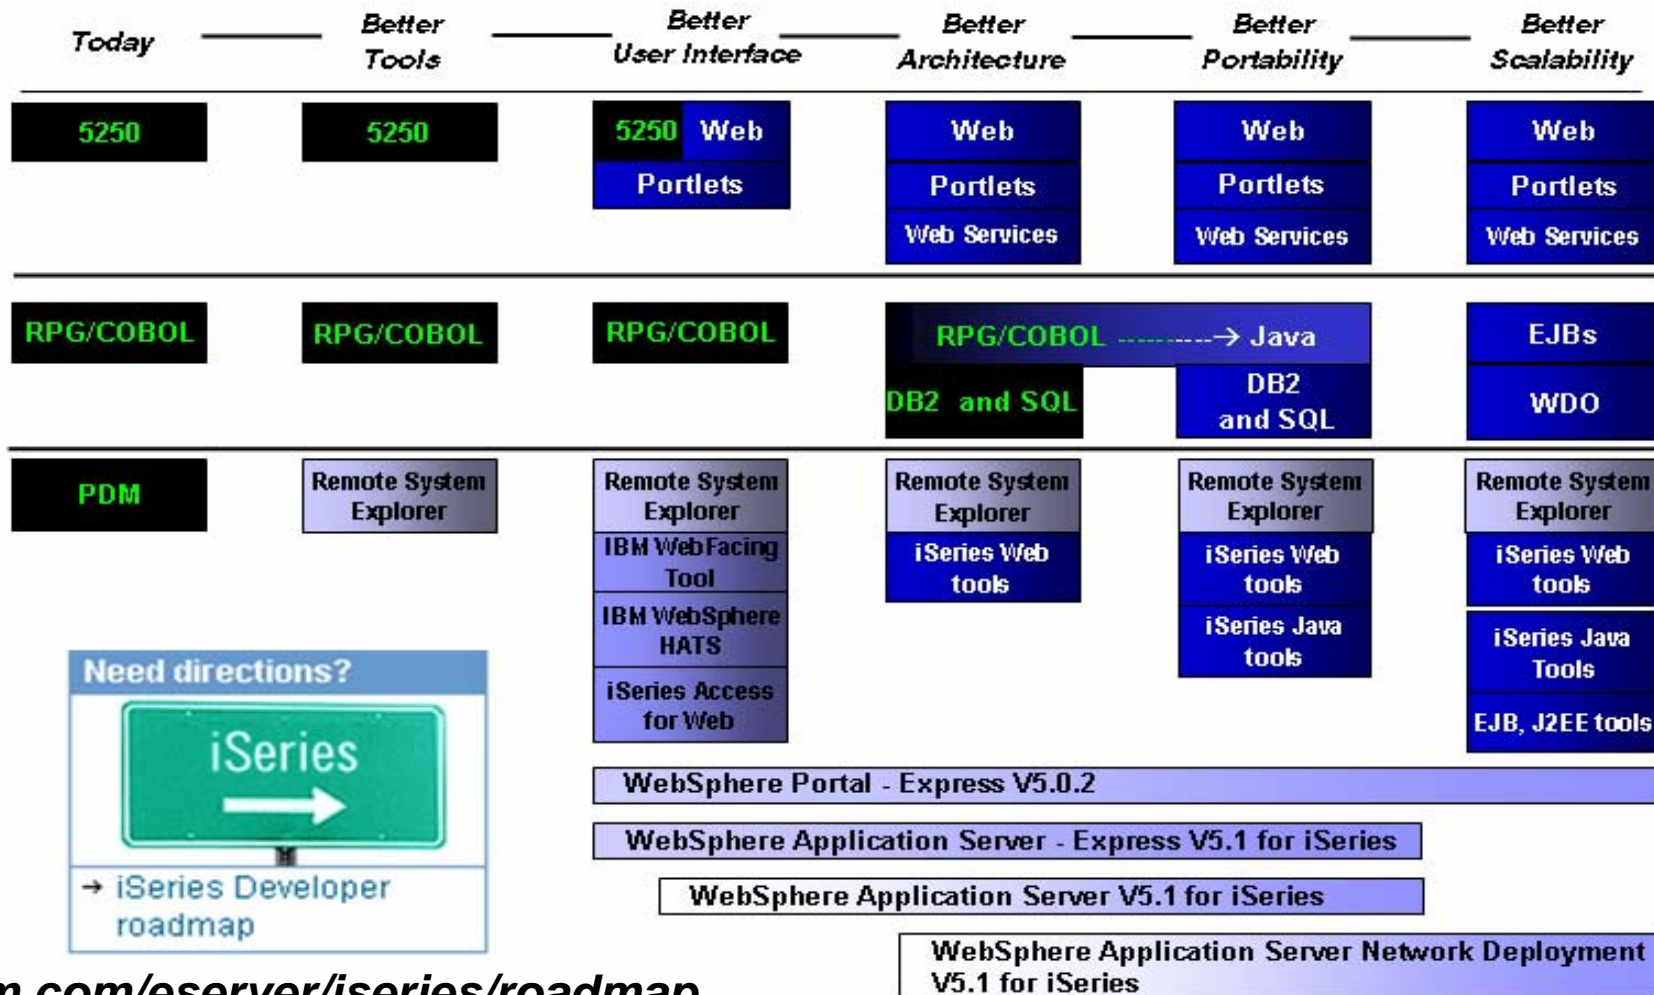 Today
Better
Tools
Better
User Interface
Better
Architecture
Better
Portability
Better
Scalability
5250
5250
5250 Web
Portlets
Web
Portlets
Web Services
Web
Portlets
Web Services
Web
Portlets
Web Services
RPG/COBOL
RPG/COBOL
RPG/COBOL
RPG/COBOL ----------→ Java
DB2 and SQL
DB2
and SQL
EJBs
WDO
PDM
Remote System
Explorer
Remote System
Explorer
IBM WebFacing
Tool
IBM WebSphere
HATS
iSeries Access
for Web
Remote System
Explorer
iSeries Web
tools
Remote System
Explorer
iSeries Web
tools
iSeries Java
tools
Remote System
Explorer
iSeries Web
tools
iSeries Java
Tools
EJB, J2EE tools
Need directions?
iSeries
→ iSeries Developer
roadmap
WebSphere Portal - Express V5.0.2
WebSphere Application Server - Express V5.1 for iSeries
WebSphere Application Server V5.1 for iSeries
WebSphere Application Server Network Deployment
V5.1 for iSeries
m.com/eserver/iseries/roadmap